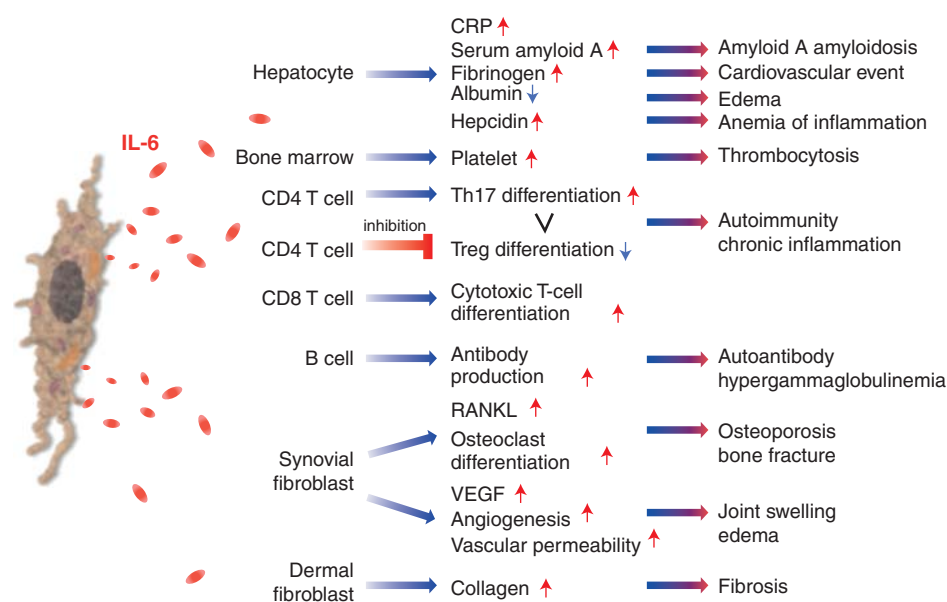 IL-6
Hepatocyte
CRP
Serum amyloid A
Fibrinogen
Albumin
Hepcidin
Amyloid A amyloidosis
Cardiovascular event
Edema
Anemia of inflammation
Bone marrow
Platelet
Thrombocytosis
CD4 T cell
Th17 differentiation
CD4 T cell
inhibition
Treg differentiation
Autoimmunity
chronic inflammation
CD8 T cell
Cytotoxic T-cell
differentiation
B cell
Antibody
production
Autoantibody
hypergammaglobulinemia
Synovial
fibroblast
RANKL
Osteoclast
differentiation
Osteoporosis
bone fracture
VEGF
Angiogenesis
Vascular permeability
Joint swelling
edema
Dermal
fibroblast
Collagen
Fibrosis